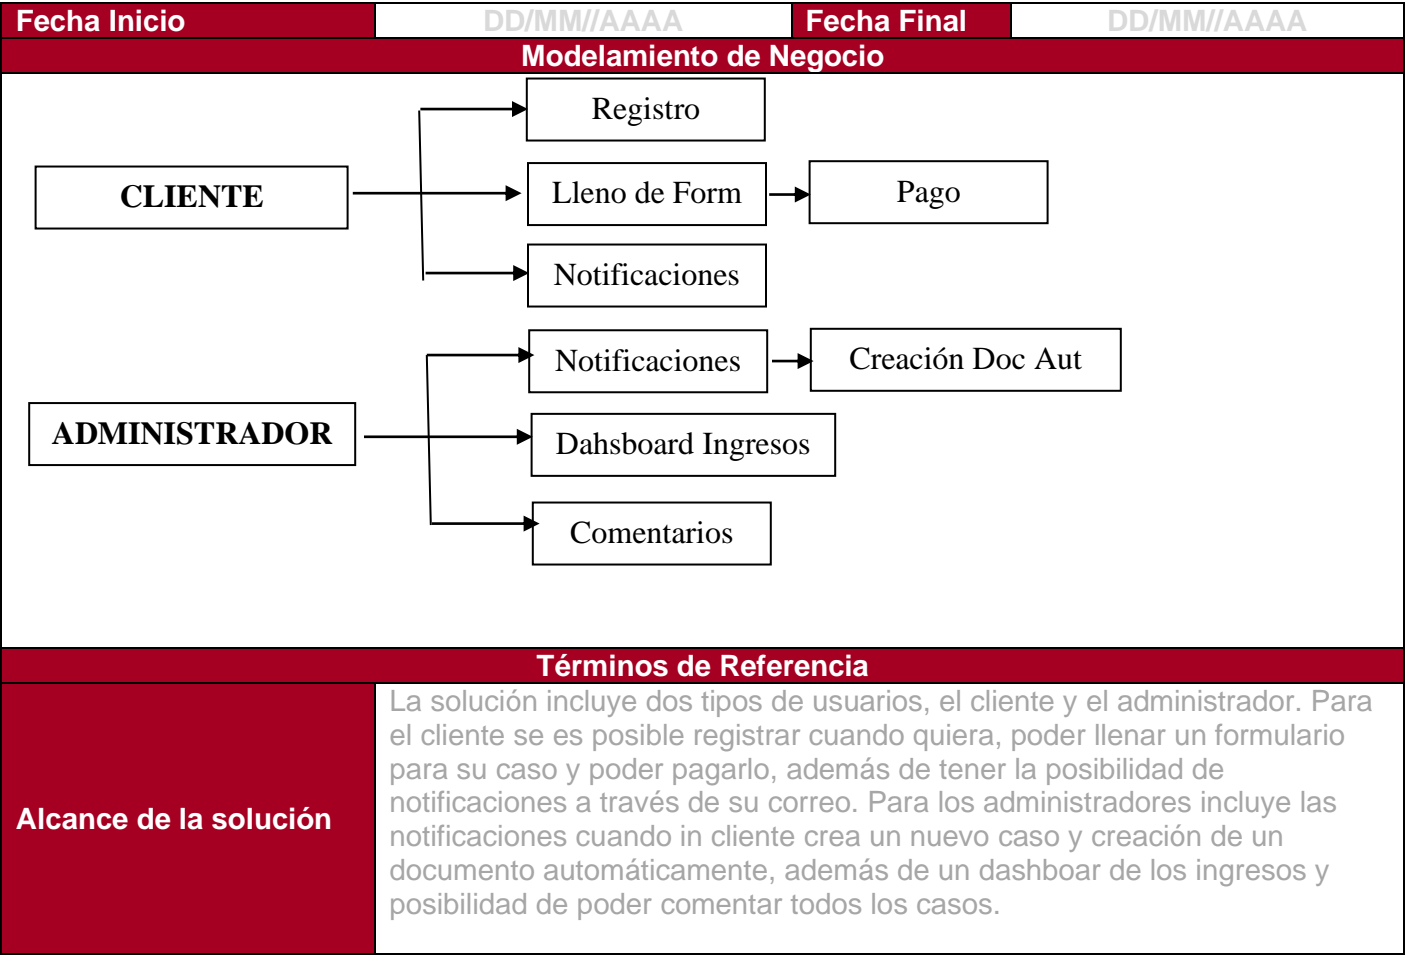 Fecha Inicio DD/MM//AAAA Fecha Final DD/MM//AAAA
Modelamiento de Negocio
Registro
CLIENTE
Lleno de Form
Pago
Notificaciones
Notificaciones
Creación Doc Aut
ADMINISTRADOR
Dahsboard Ingresos
Comentarios
Términos de Referencia
Alcance de la solución
La solución incluye dos tipos de usuarios, el cliente y el administrador. Para
el cliente se es posible registrar cuando quiera, poder llenar un formulario
para su caso y poder pagarlo, además de tener la posibilidad de
notificaciones a través de su correo. Para los administradores incluye las
notificaciones cuando in cliente crea un nuevo caso y creación de un
documento automáticamente, además de un dashboar de los ingresos y
posibilidad de poder comentar todos los casos.